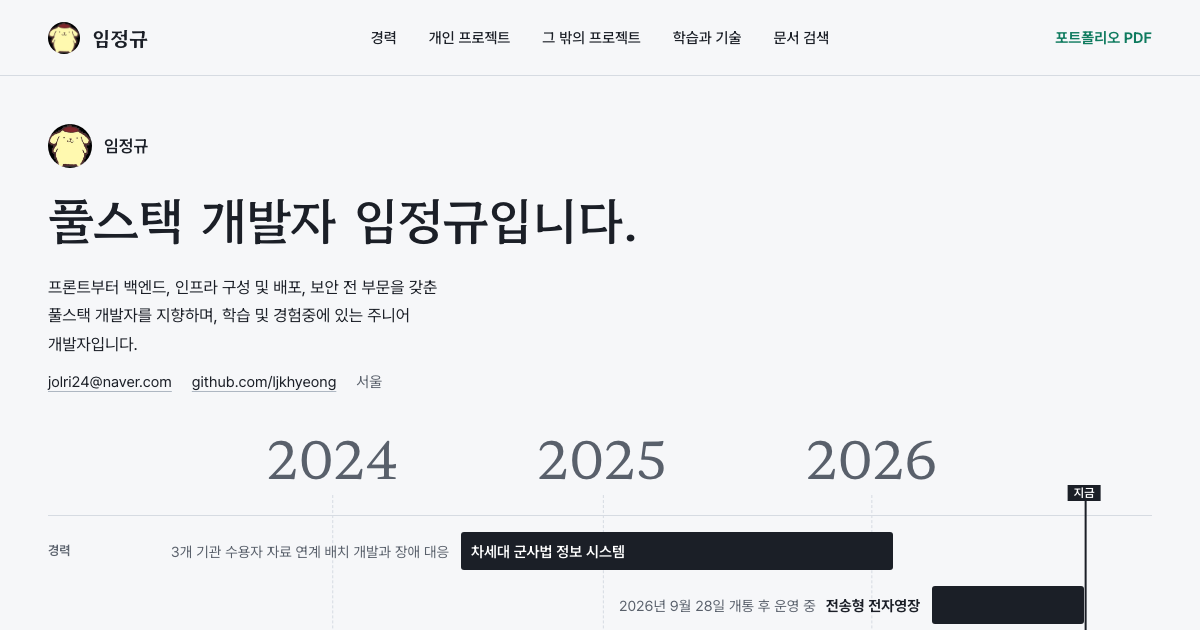 임정규
경력 개인 프로젝트 그 밖의 프로젝트 학습과 기술 문서 검색
포트폴리오 PDF
임정규
풀스택 개발자 임정규입니다.
프론트부터 백엔드, 인프라 구성 및 배포, 보안 전 부문을 갖춘
풀스택 개발자를 지향하며, 학습 및 경험중에 있는 주니어
개발자입니다.
jolri24@naver.com github.com/ljkhyeong 서울
2024 2025 2026
지금
경력
3개 기관 수용자 자료 연계 배치 개발과 장애 대응 차세대 군사법 정보 시스템
2026년 9월 28일 개통 후 운영 중 전송형 전자영장